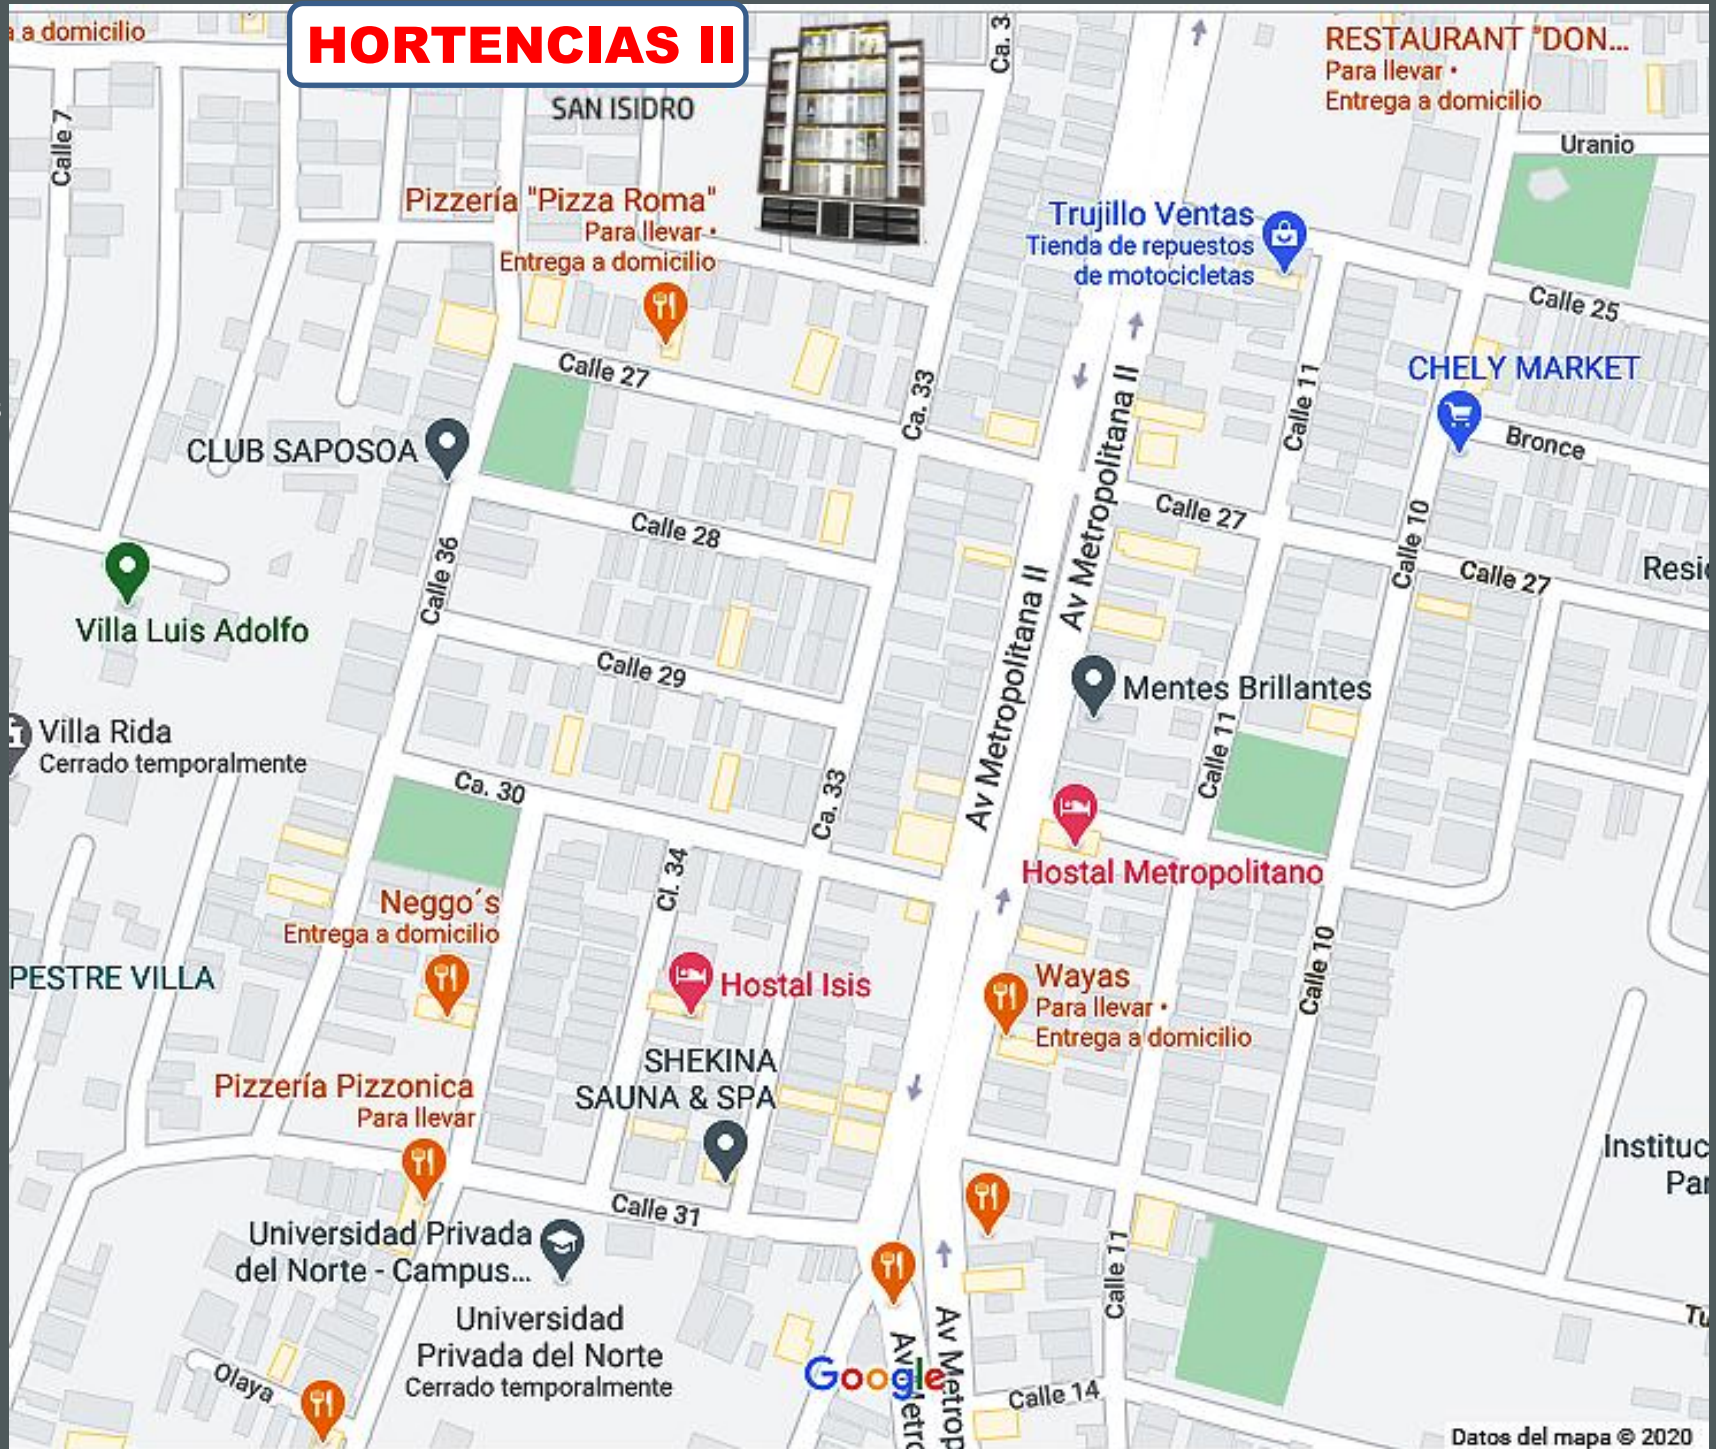 a domicilio
HORTENCIAS II
SAN ISIDRO
Ca. 3
RESTAURANT "DON...
Para llevar •
Entrega a domicilio
Uranio
Calle 7
Pizzería "Pizza Roma"
Para llevar •
Entrega a domicilio
Trujillo Ventas
Tienda de repuestos
de motocicletas
Calle 25
Calle 27
Ca. 33
Av Metropolitana II
Calle 11
CHELY MARKET
Bronce
CLUB SAPOSOA
Calle 28
Calle 27
Calle 10
Calle 27
Resi
Calle 36
Villa Luis Adolfo
Calle 29
Av Metropolitana II
Mentes Brillantes
Villa Rida
Cerrado temporalmente
Calle 11
Ca. 30
Ca. 33
Cl. 34
Hostal Metropolitano
Neggo´s
Entrega a domicilio
PESTRE VILLA
Hostal Isis
Wayas
Para llevar •
Entrega a domicilio
Calle 10
SHEKINA
SAUNA & SPA
Pizzería Pizzonica
Para llevar
Instituc
Par
Calle 31
Universidad Privada
del Norte - Campus...
Calle 11
Universidad
Privada del Norte
Cerrado temporalmente
Tu
Olaya
Google
Av Metro
Av Metrop
Calle 14
Datos del mapa © 2020